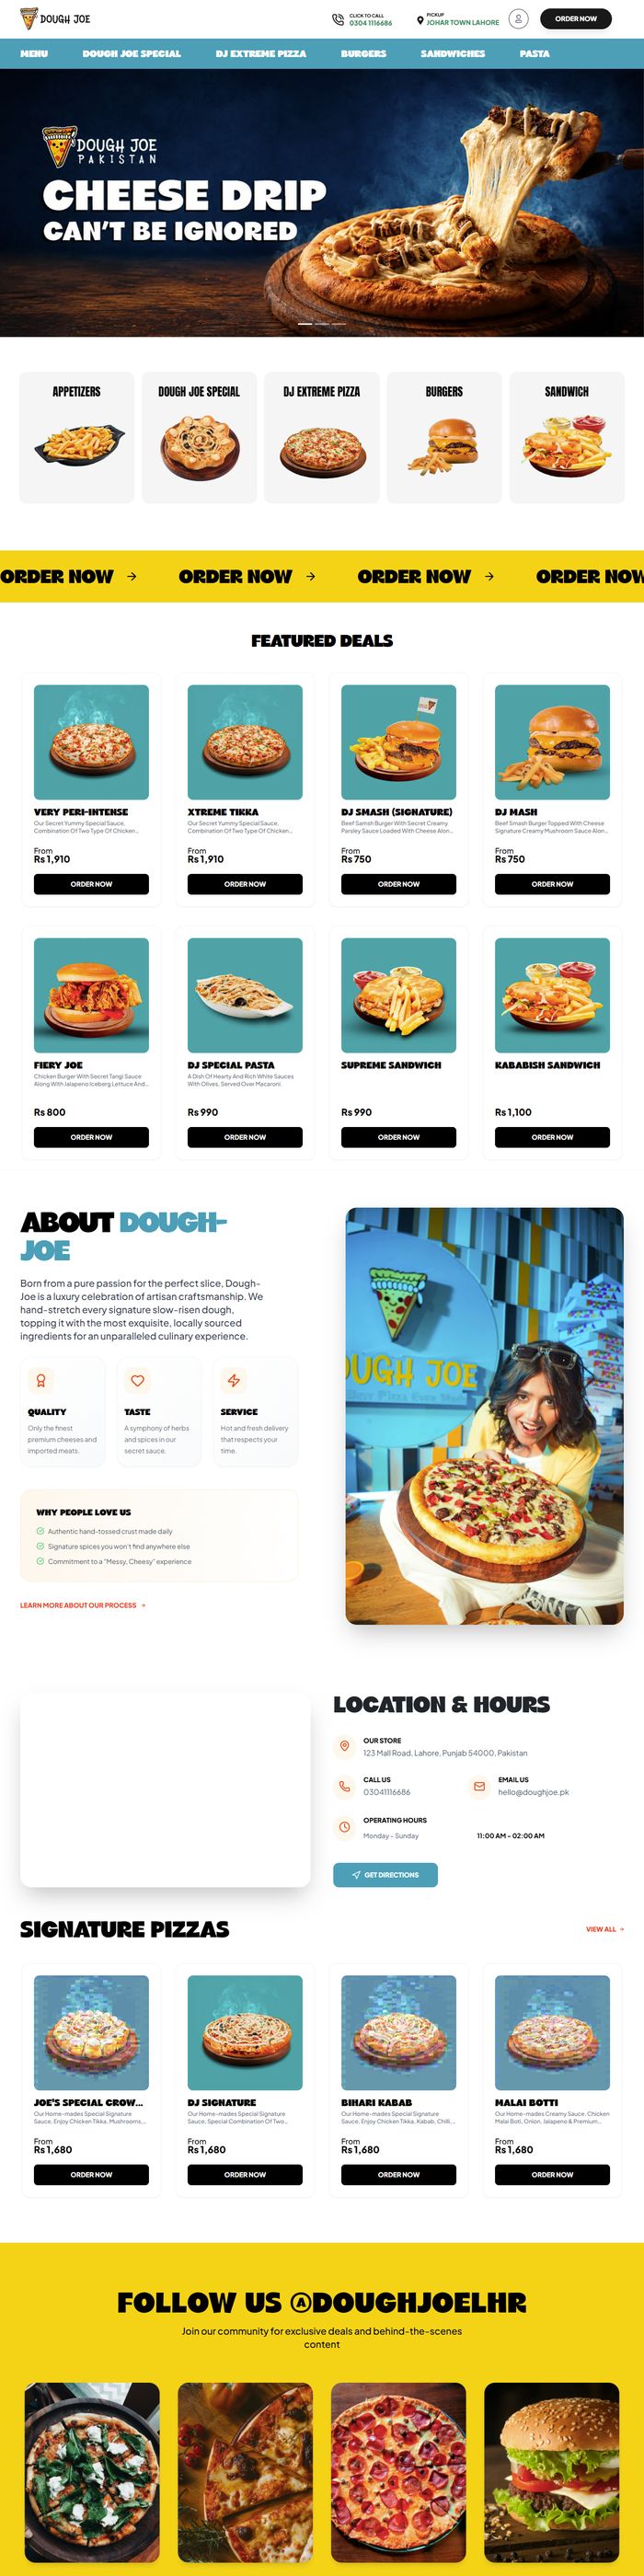 DOUGH JOE
CLICK TO CALL
0304 1116686
PICKUP
JOHAR TOWN LAHORE
ORDER NOW
MENU
DOUGH JOE SPECIAL
DJ EXTREME PIZZA
BURGERS
SANDWICHES
PASTA
DOUGH JOE
PAKISTAN
CHEESE DRIP
CAN'T BE IGNORED
APPETIZERS
DOUGH JOE SPECIAL
DJ EXTREME PIZZA
BURGERS
SANDWICH
ORDER NOW → ORDER NOW → ORDER NOW → ORDER NOW
FEATURED DEALS
VERY PERI-INTENSE
Our Secret Yummy Special Sauce,
Combination Of Two Type Of Chicken...
From
Rs 1,910
ORDER NOW
XTREME TIKKA
Our Secret Yummy Special Sauce,
Combination Of Two Type Of Chicken...
From
Rs 1,910
ORDER NOW
DJ SMASH (SIGNATURE)
Beef Samsh Burger With Secret Creamy
Parsley Sauce Loaded With Cheese Alon...
From
Rs 750
ORDER NOW
DJ MASH
Beef Smash Burger Topped With Cheese
Signature Creamy Mushroom Sauce Alon...
From
Rs 750
ORDER NOW
FIERY JOE
Chicken Burger With Secret Tangi Sauce
Along With Jalapeno Iceberg Lettuce And...
Rs 800
ORDER NOW
DJ SPECIAL PASTA
A Dish Of Hearty And Rich White Sauces
With Olives, Served Over Macaroni.
Rs 990
ORDER NOW
SUPREME SANDWICH
Rs 990
ORDER NOW
KABABISH SANDWICH
Rs 1,100
ORDER NOW
ABOUT DOUGH-
JOE
Born from a pure passion for the perfect slice, Dough-
Joe is a luxury celebration of artisan craftsmanship. We
hand-stretch every signature slow-risen dough,
topping it with the most exquisite, locally sourced
ingredients for an unparalleled culinary experience.
QUALITY
Only the finest
premium cheeses and
imported meats.
TASTE
A symphony of herbs
and spices in our
secret sauce.
SERVICE
Hot and fresh delivery
that respects your
time.
WHY PEOPLE LOVE US
Authentic hand-tossed crust made daily
Signature spices you won't find anywhere else
Commitment to a "Messy, Cheesy" experience
LEARN MORE ABOUT OUR PROCESS →
OUGH JOE
LOCATION & HOURS
OUR STORE
123 Mall Road, Lahore, Punjab 54000, Pakistan
CALL US
03041116686
EMAIL US
hello@doughjoe.pk
OPERATING HOURS
Monday - Sunday
11:00 AM - 02:00 AM
GET DIRECTIONS
SIGNATURE PIZZAS
VIEW ALL →
JOE'S SPECIAL CROW...
Our Home-mades Special Signature
Sauce, Enjoy Chicken Tikka, Mushrooms,...
From
Rs 1,680
ORDER NOW
DJ SIGNATURE
Our Home-mades Special Signature
Sauce, Special Combination Of Two...
From
Rs 1,680
ORDER NOW
BIHARI KABAB
Our Home-mades Special Signature
Sauce, Enjoy Chicken Tikka, Kabab, Chilli,...
From
Rs 1,680
ORDER NOW
MALAI BOTTI
Our Home-mades Creamy Sauce, Chicken
Malai Boti, Onion, Jalapeno & Premium...
From
Rs 1,680
ORDER NOW
FOLLOW US @DOUGHJOELHR
Join our community for exclusive deals and behind-the-scenes
content